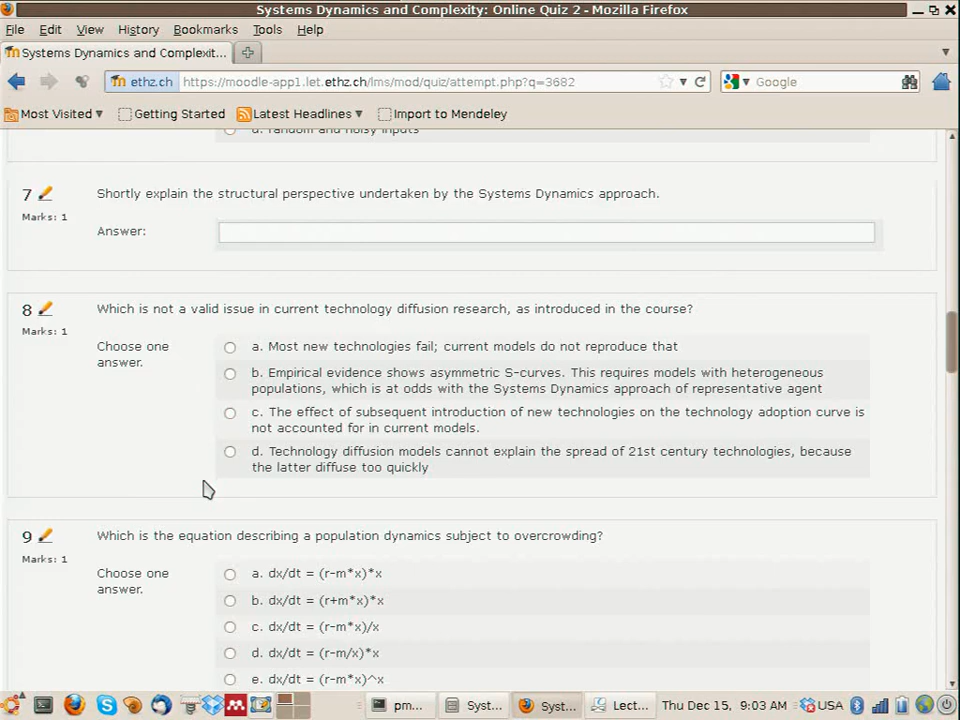 Systems Dynamics and Complexity: Online Quiz 2 - Mozilla Firefox
File Edit View History Bookmarks Tools Help
Systems Dynamics and Complexit...
ethz.ch https://moodle-app1.let.ethz.ch/lms/mod/quiz/attempt.php?q=3682 Google
Most Visited Getting Started Latest Headlines Import to Mendeley
d. random and noisy inputs
7 Shortly explain the structural perspective undertaken by the Systems Dynamics approach.
Marks: 1
Answer:
8 Which is not a valid issue in current technology diffusion research, as introduced in the course?
Marks: 1
Choose one answer.
a. Most new technologies fail; current models do not reproduce that
b. Empirical evidence shows asymmetric S-curves. This requires models with heterogeneous
populations, which is at odds with the Systems Dynamics approach of representative agent
c. The effect of subsequent introduction of new technologies on the technology adoption curve is
not accounted for in current models.
d. Technology diffusion models cannot explain the spread of 21st century technologies, because
the latter diffuse too quickly
9 Which is the equation describing a population dynamics subject to overcrowding?
Marks: 1
Choose one answer.
a. dx/dt = (r-m*x)*x
b. dx/dt = (r+m*x)*x
c. dx/dt = (r-m*x)/x
d. dx/dt = (r-m/x)*x
e. dx/dt = (r-m*x)^x
pm... Syst... Syst... Lect... Thu Dec 15, 9:03 AM USA